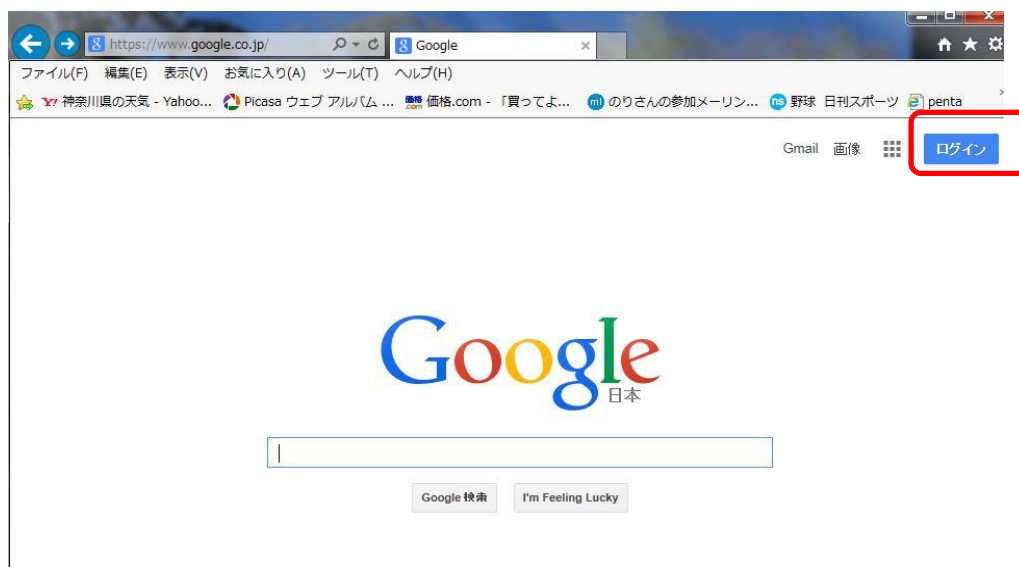 https://www.google.co.jp/
Google
ファイル(F) 編集(E) 表示(V) お気に入り(A) ツール(T) ヘルプ(H)
神奈川県の天気 - Yahoo... Picasa ウェブ アルバム ... 価格.com - 「買ってよ... のりさんの参加メーリン... 野球 日刊スポーツ penta
Gmail 画像 ログイン
Google
日本
Google 検索 I'm Feeling Lucky